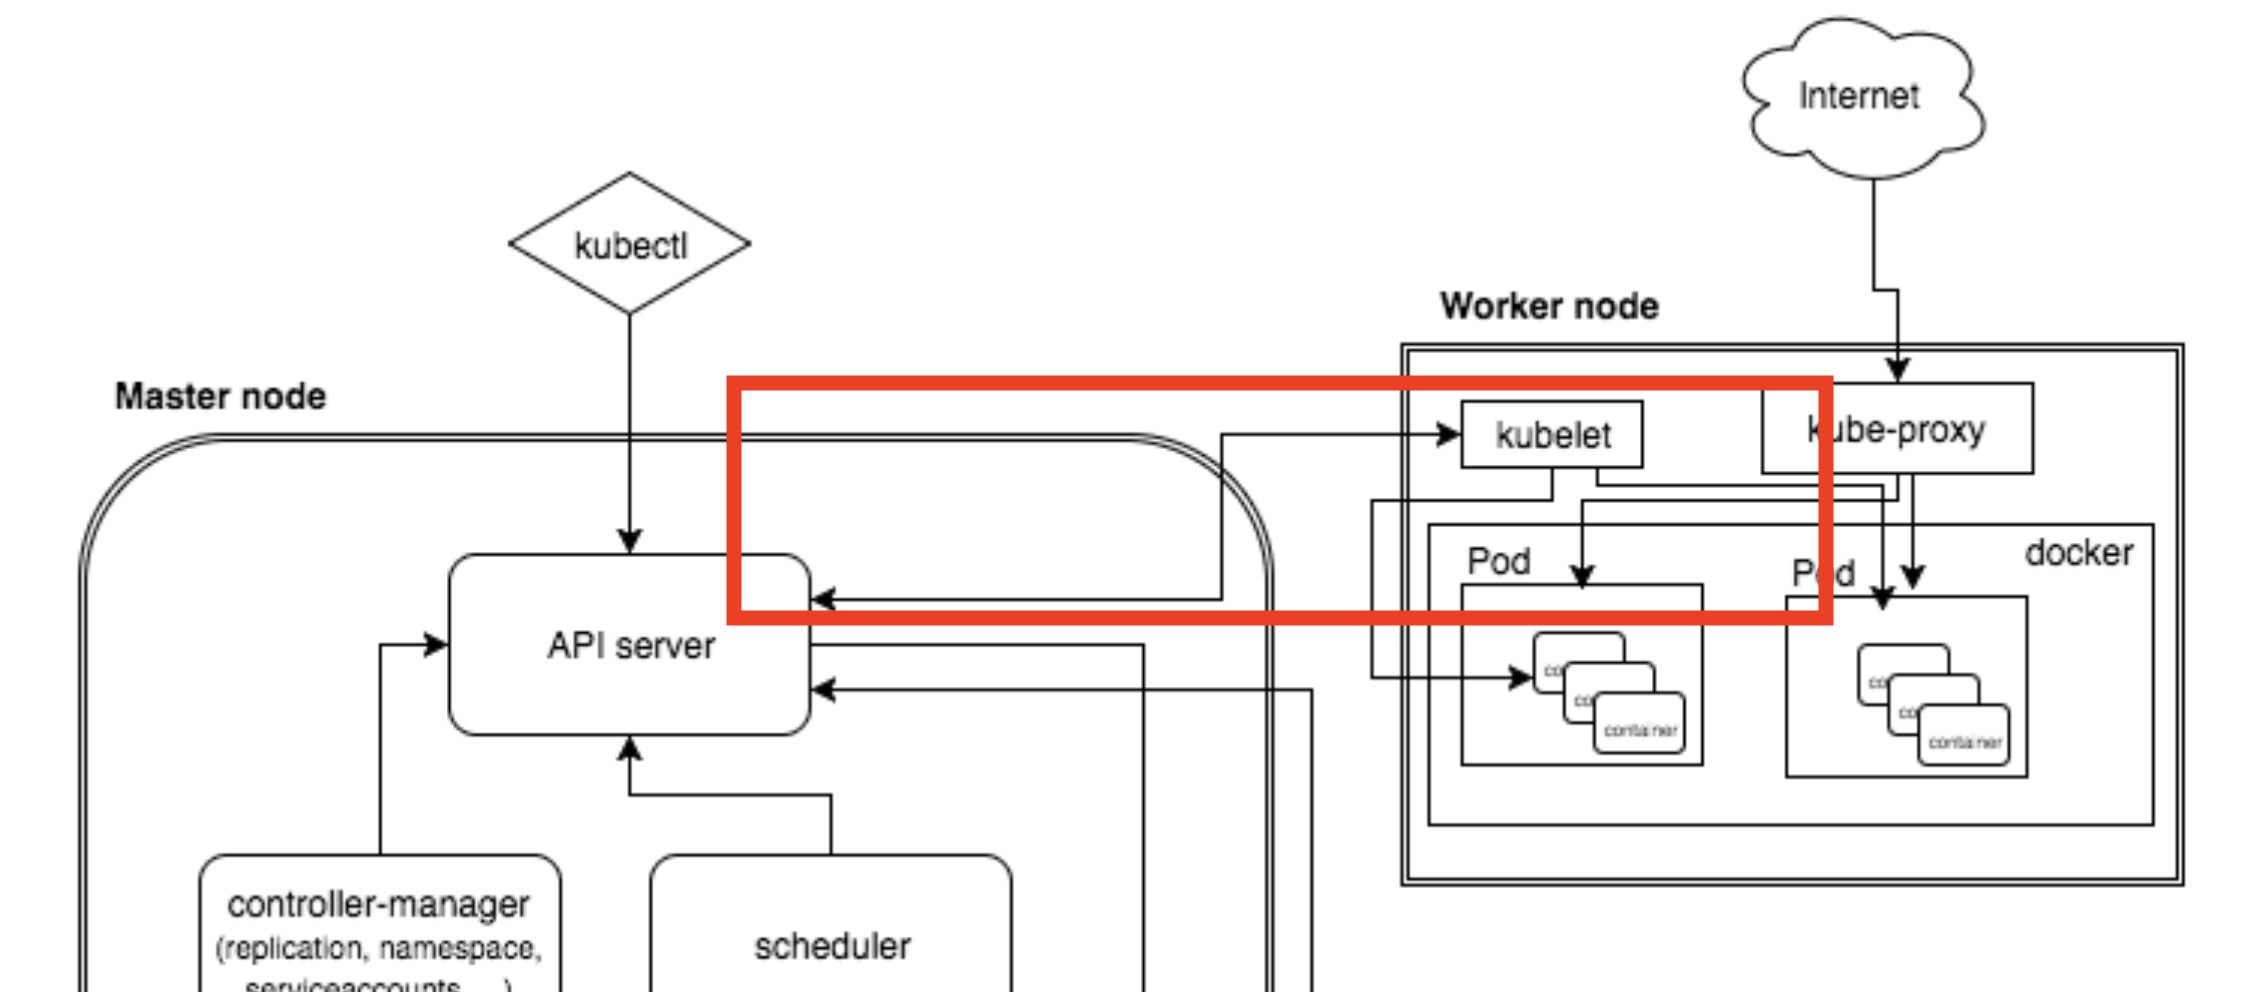 Internet
kubectl
Worker node
Master node
kubelet
kube-proxy
Pod
Pod
docker
API server
co
co
container
co
co
container
controller-manager
(replication, namespace,
serviceaccounts, ...)
scheduler